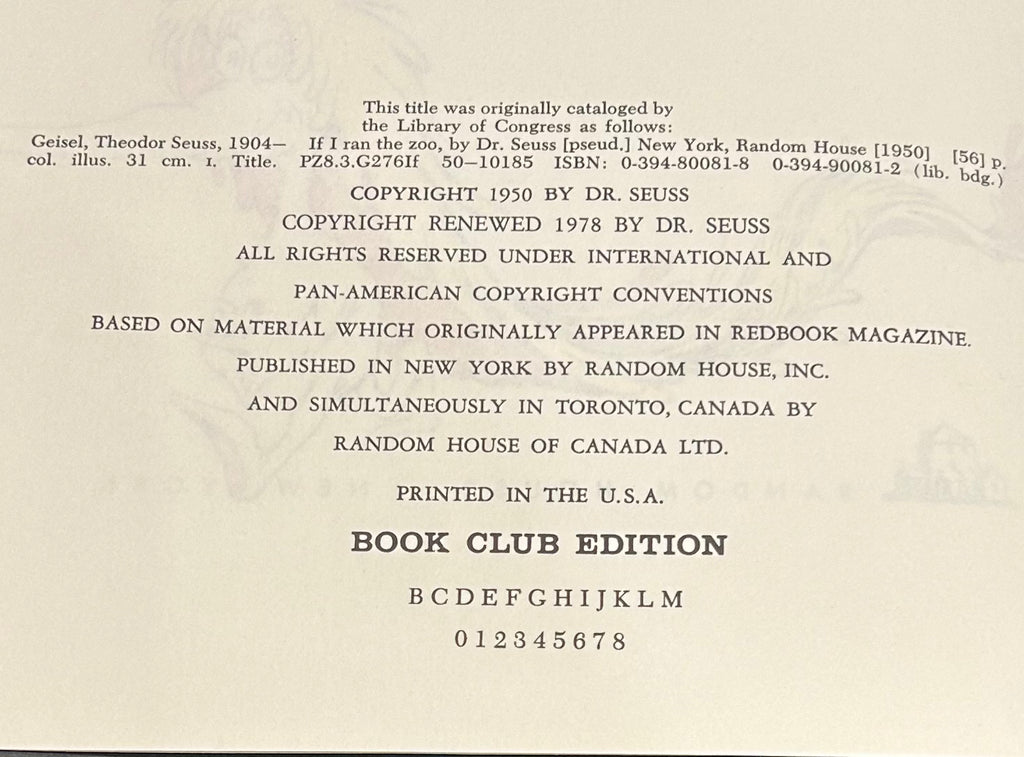 This title was originally cataloged by
the Library of Congress as follows:
Geisel, Theodor Seuss, 1904— If I ran the zoo, by Dr. Seuss [pseud.] New York, Random House [1950] [56] p.
col. illus. 31 cm. I. Title. PZ8.3.G276If 50–10185 ISBN: 0-394-80081-8 0-394-90081-2 (lib. bdg.)
COPYRIGHT 1950 BY DR. SEUSS
COPYRIGHT RENEWED 1978 BY DR. SEUSS
ALL RIGHTS RESERVED UNDER INTERNATIONAL AND
PAN-AMERICAN COPYRIGHT CONVENTIONS
BASED ON MATERIAL WHICH ORIGINALLY APPEARED IN REDBOOK MAGAZINE.
PUBLISHED IN NEW YORK BY RANDOM HOUSE, INC.
AND SIMULTANEOUSLY IN TORONTO, CANADA BY
RANDOM HOUSE OF CANADA LTD.
PRINTED IN THE U.S.A.
BOOK CLUB EDITION
B C D E F G H I J K L M
0 1 2 3 4 5 6 7 8